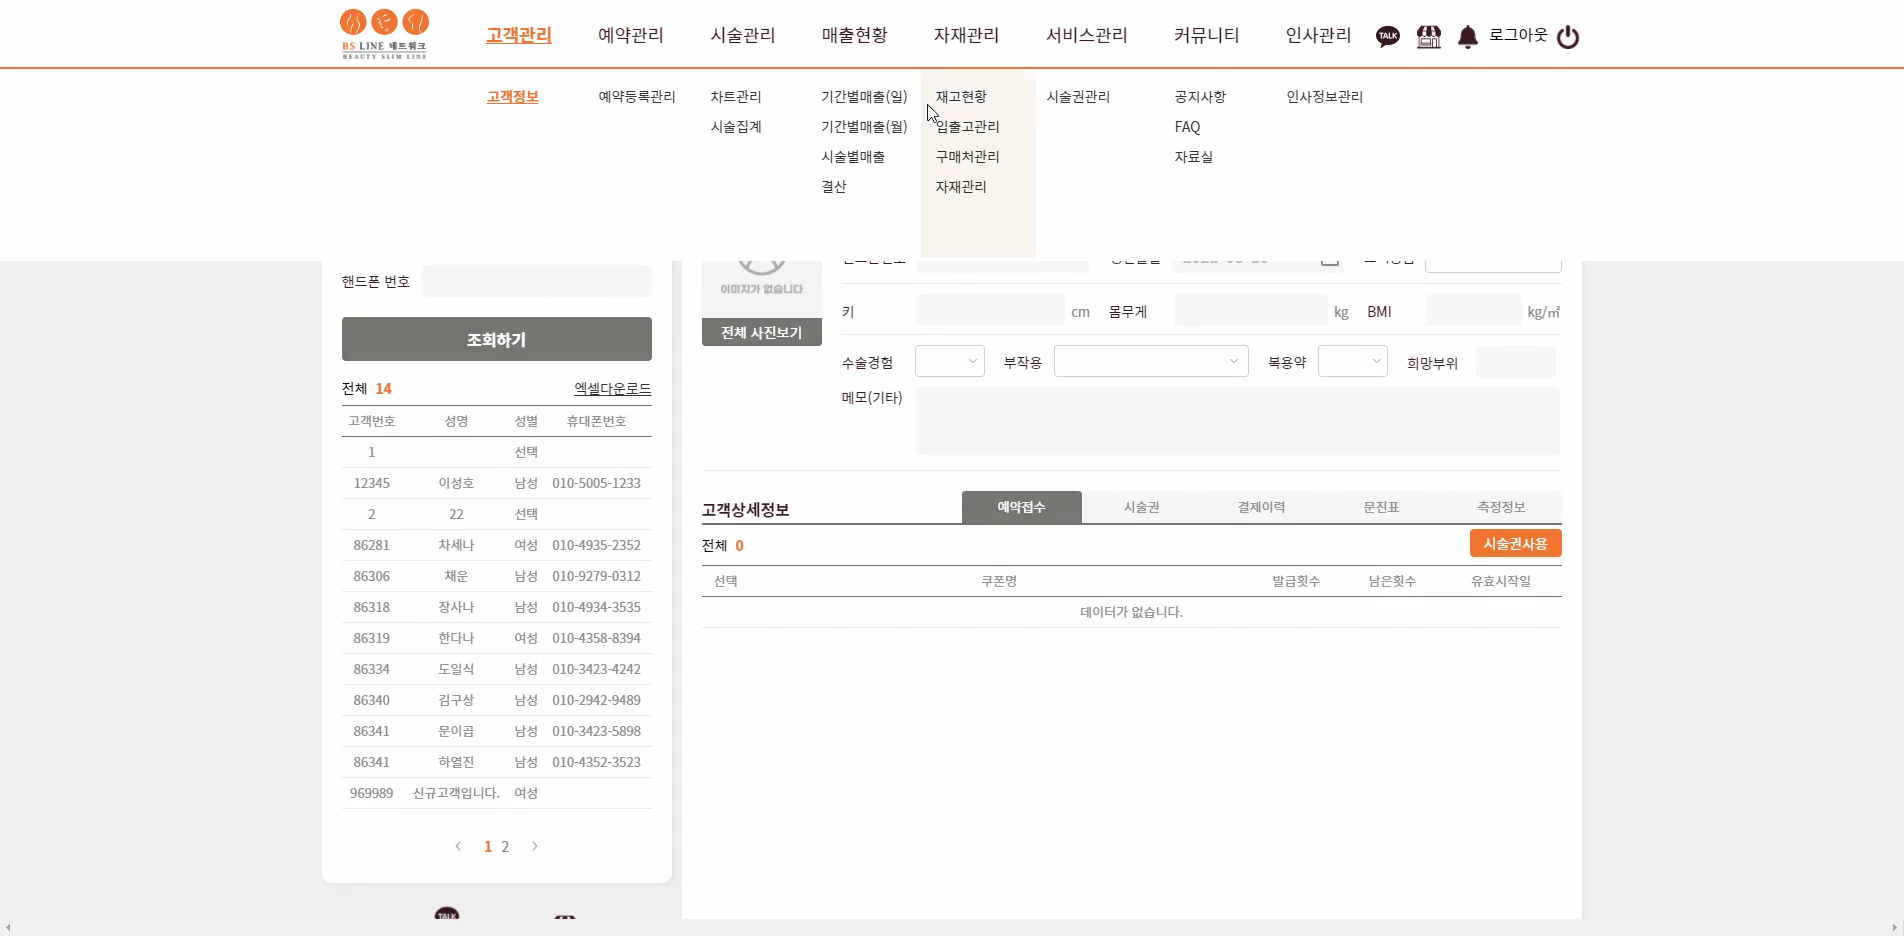 BS LINE 네트워크
BEAUTY SLIM LINE
고객관리 예약관리 시술관리 매출현황 자재관리 서비스관리 커뮤니티 인사관리 TALK 로그아웃
고객정보 예약등록관리 차트관리 기간별매출(일) 재고현황 시술권관리 공지사항 인사정보관리
시술집계 기간별매출(월) 입출고관리 FAQ
시술별매출 구매처관리 자료실
결산 자재관리
핸드폰 번호
조회하기
전체 14 엑셀다운로드
고객번호 성명 성별 휴대폰번호
1 선택
12345 이성호 남성 010-5005-1233
2 22 선택
86281 차세나 여성 010-4935-2352
86306 채운 남성 010-9279-0312
86318 장사나 남성 010-4934-3535
86319 한다나 여성 010-4358-8394
86334 도일식 남성 010-3423-4242
86340 김구상 남성 010-2942-9489
86341 문이곱 남성 010-3423-5898
86341 하열진 남성 010-4352-3523
969989 신규고객입니다. 여성
1 2
TALK
이미지가 없습니다
전체 사진보기
키 cm 몸무게 kg BMI kg/㎡
수술경험 부작용 복용약 희망부위
메모(기타)
고객상세정보 예약접수 시술권 결제이력 문진표 측정정보
전체 0 시술권사용
선택 쿠폰명 발급횟수 남은횟수 유효시작일
데이터가 없습니다.